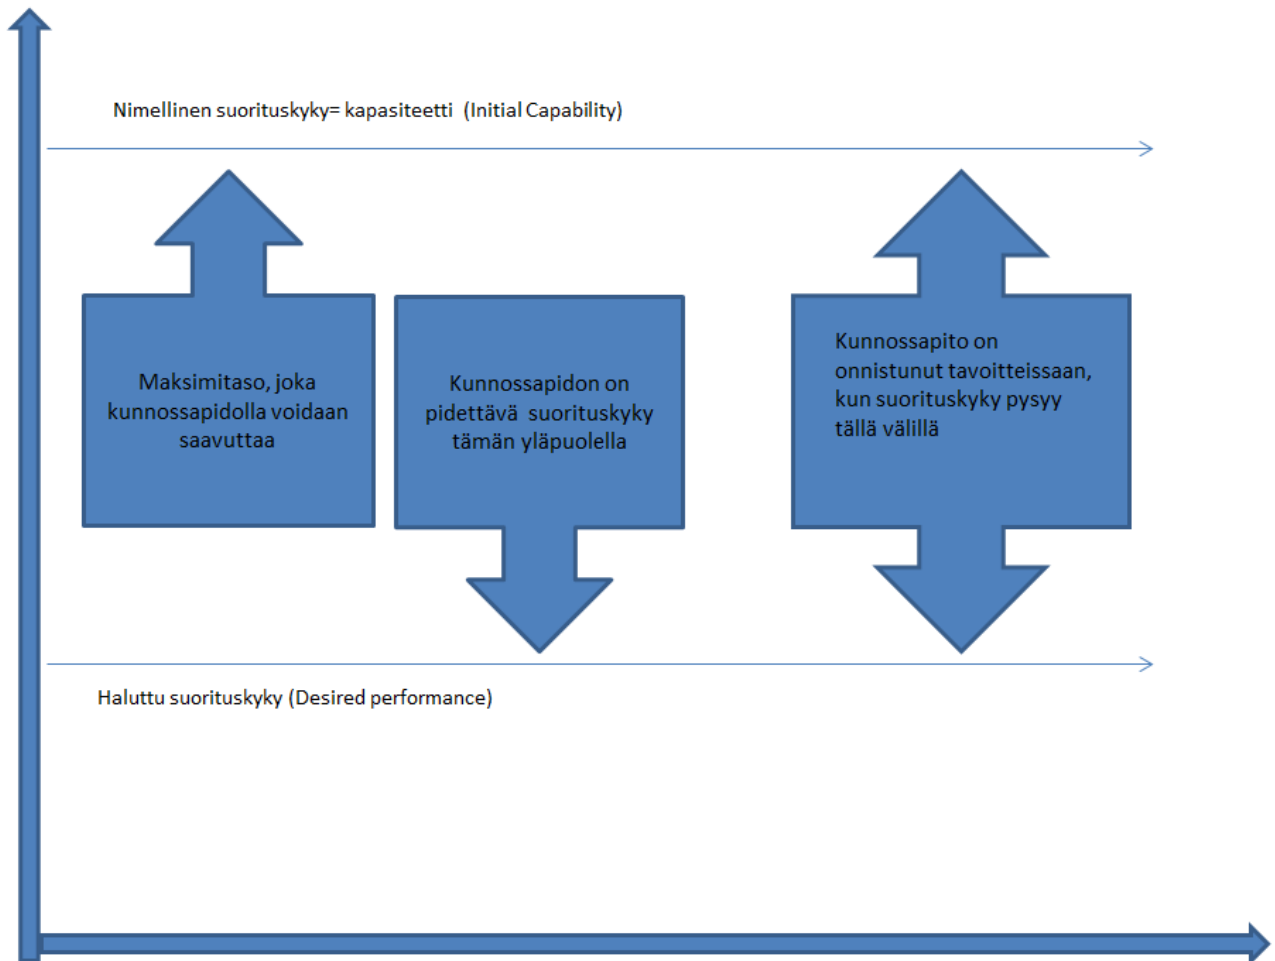 Nimellinen suorituskyky= kapasiteetti (Initial Capability)
Maksimitaso, joka
kunnossapidolla voidaan
saavuttaa
Kunnossapidon on
pidettävä suorituskyky
tämän yläpuolella
Kunnossapito on
onnistunut tavoitteissaan,
kun suorituskyky pysyy
tällä välillä
Haluttu suorituskyky (Desired performance)